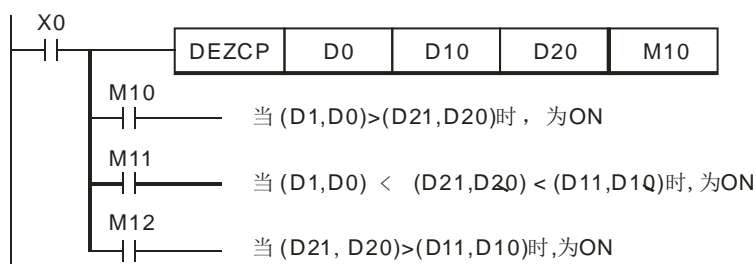 X0
DEZCP D0 D10 D20 M10
M10
当(D1,D0)>(D21,D20)时，为ON
M11
当(D1,D0) < (D21,D20) < (D11,D10)时,为ON
M12
当(D21, D20)>(D11,D10)时,为ON